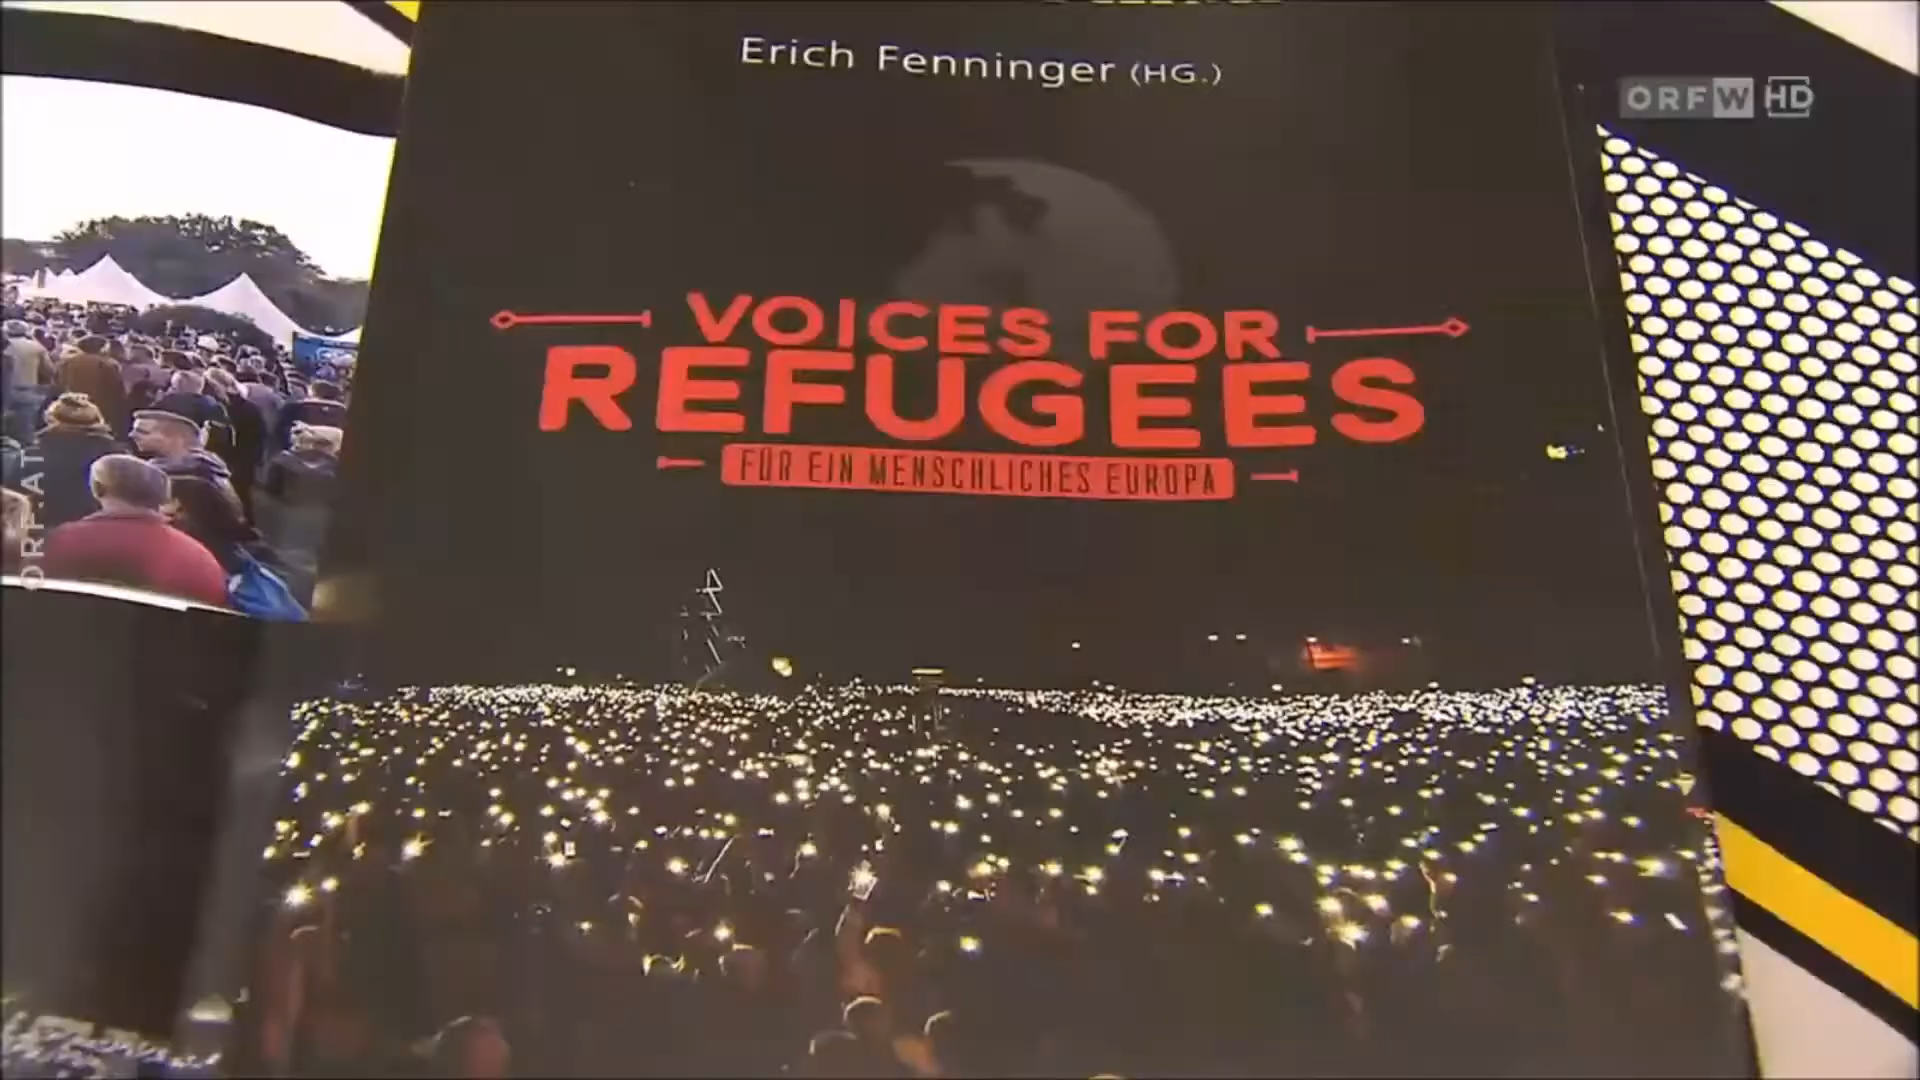 Erich Fenninger (HG.)
ORF W HD
VOICES FOR
REFUGEES
FÜR EIN MENSCHLICHES EUROPA
ORF.AT